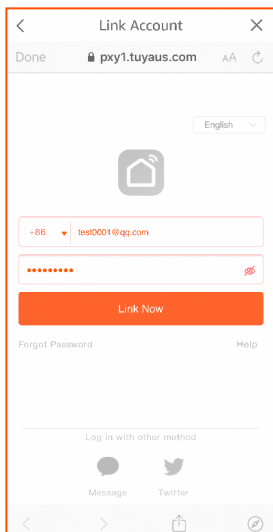 Link Account
Done pxy1.tuyaus.com AA
English
+86 test0001@qq.com
•••••••••
Link Now
Forgot Password Help
Log in with other method
Message Twitter